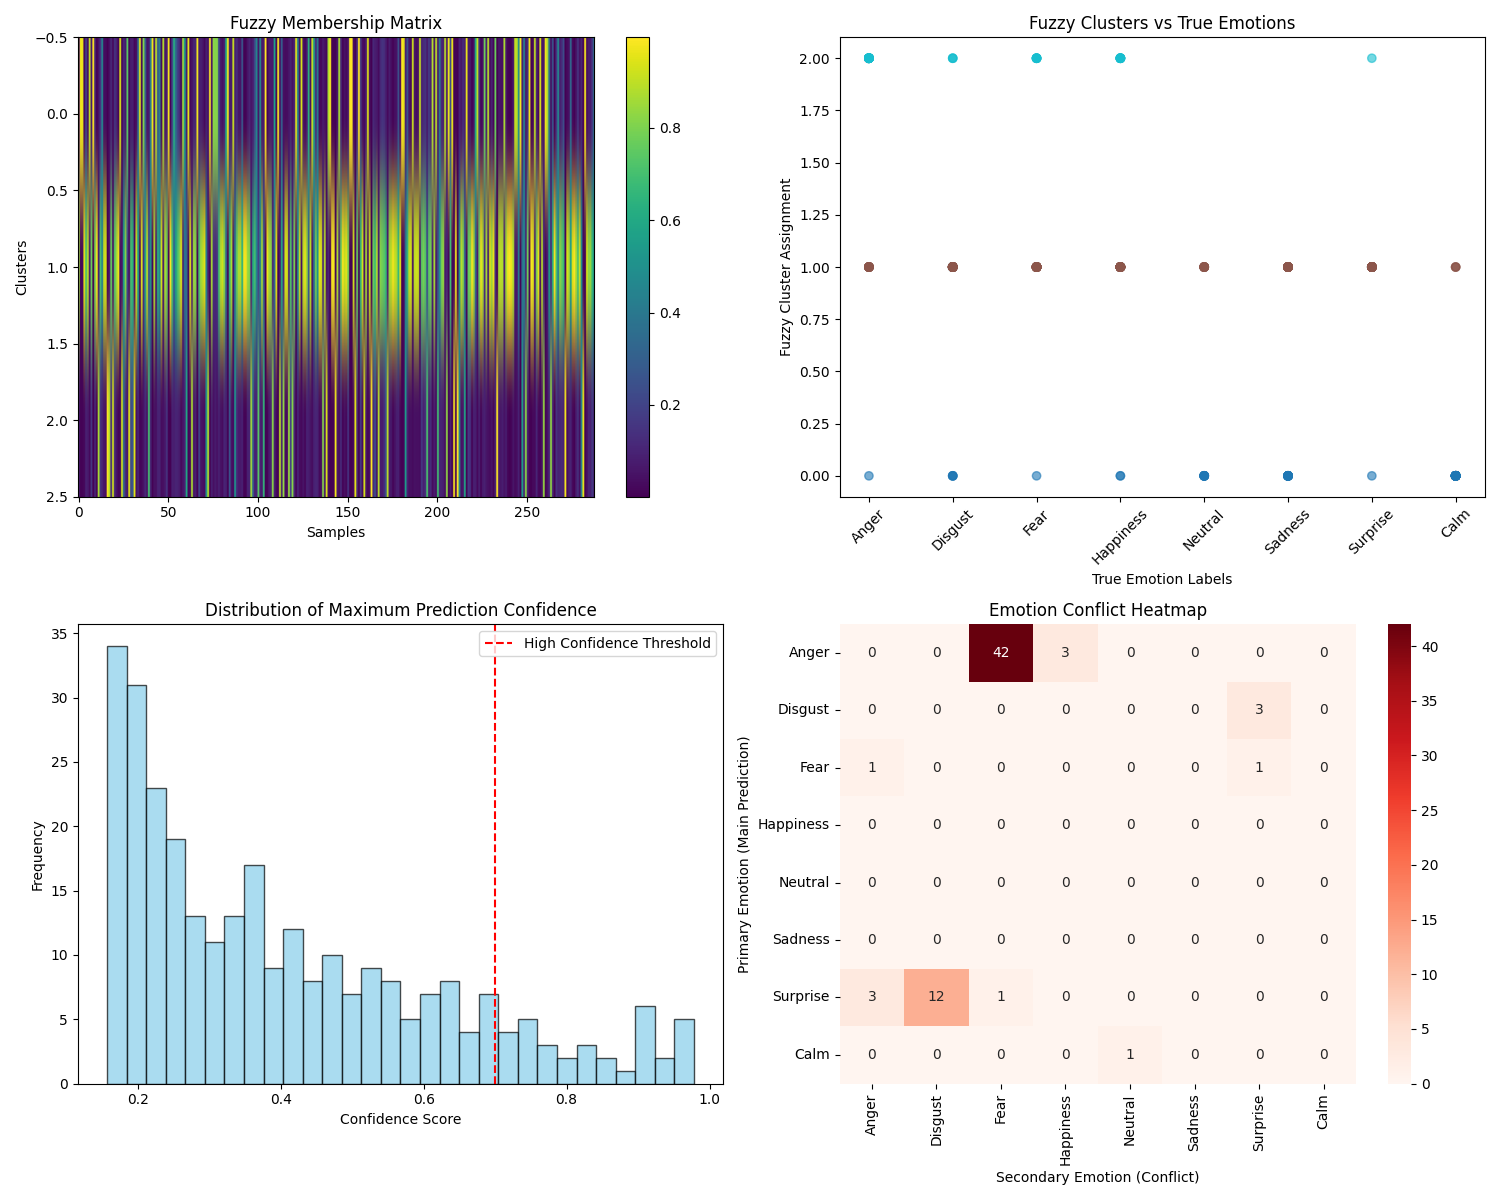 Fuzzy Membership Matrix
Clusters
−0.5
0.0
0.5
1.0
1.5
2.0
2.5
0 50 100 150 200 250
Samples
0.8
0.6
0.4
0.2
Fuzzy Clusters vs True Emotions
Fuzzy Cluster Assignment
2.00
1.75
1.50
1.25
1.00
0.75
0.50
0.25
0.00
Anger Disgust Fear Happiness Neutral Sadness Surprise Calm
True Emotion Labels
Distribution of Maximum Prediction Confidence
High Confidence Threshold
Frequency
35
30
25
20
15
10
5
0
0.2 0.4 0.6 0.8 1.0
Confidence Score
Emotion Conflict Heatmap
Primary Emotion (Main Prediction)
Anger 0 0 42 3 0 0 0 0
Disgust 0 0 0 0 0 0 3 0
Fear 1 0 0 0 0 0 1 0
Happiness 0 0 0 0 0 0 0 0
Neutral 0 0 0 0 0 0 0 0
Sadness 0 0 0 0 0 0 0 0
Surprise 3 12 1 0 0 0 0 0
Calm 0 0 0 0 1 0 0 0
Anger Disgust Fear Happiness Neutral Sadness Surprise Calm
Secondary Emotion (Conflict)
40
35
30
25
20
15
10
5
0